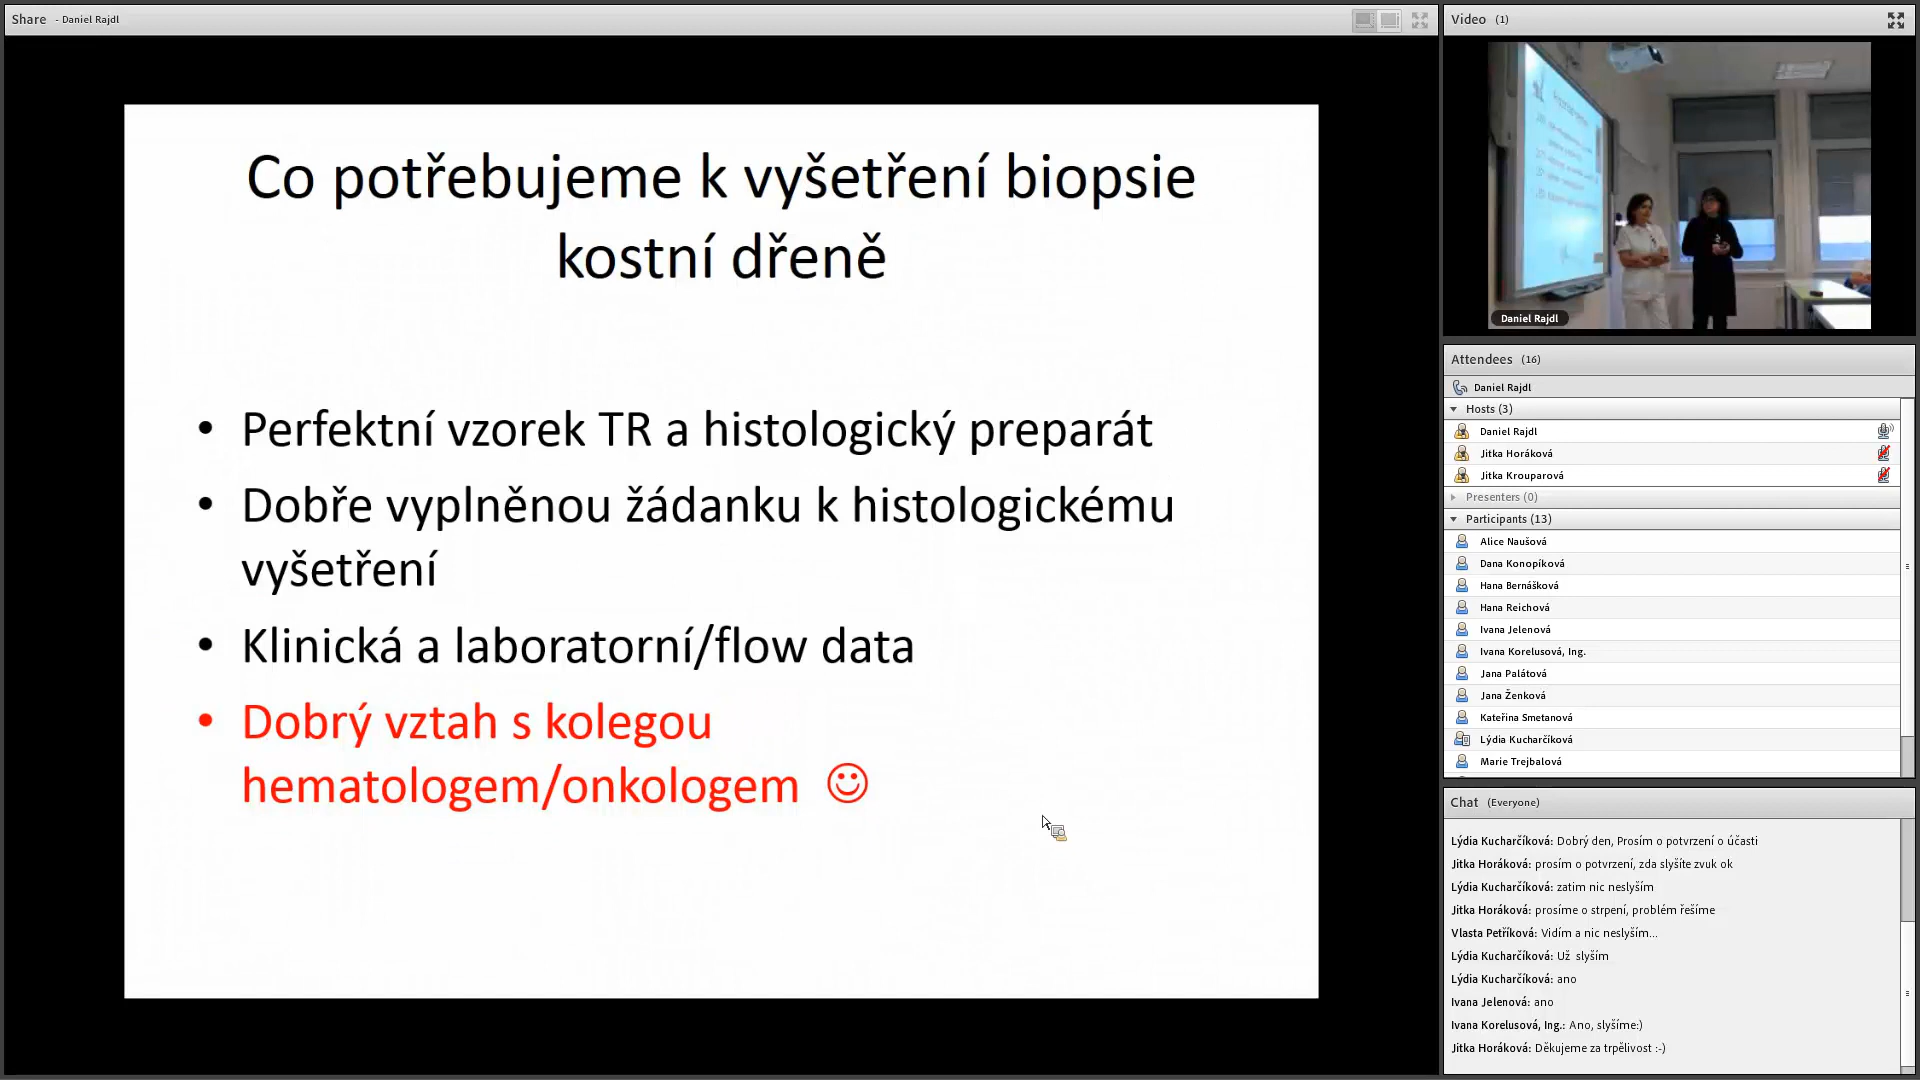 Share - Daniel Rajdl
Co potřebujeme k vyšetření biopsie
kostní dřeně
• Perfektní vzorek TR a histologický preparát
• Dobře vyplněnou žádanku k histologickému
vyšetření
• Klinická a laboratorní/flow data
• Dobrý vztah s kolegou
hematologem/onkologem ☺
Video (1)
Daniel Rajdl
Attendees (16)
Daniel Rajdl
Hosts (3)
Daniel Rajdl
Jitka Horáková
Jitka Krouparová
Presenters (0)
Participants (13)
Alice Naušová
Dana Konopíková
Hana Bernášková
Hana Reichová
Ivana Jelenová
Ivana Korelusová, Ing.
Jana Palátová
Jana Ženková
Kateřina Smetanová
Lýdia Kucharčíková
Marie Trejbalová
Chat (Everyone)
Lýdia Kucharčíková: Dobrý den, Prosím o potvrzení o účasti
Jitka Horáková: prosím o potvrzení, zda slyšíte zvuk ok
Lýdia Kucharčíková: zatim nic neslyším
Jitka Horáková: prosíme o strpení, problém řešíme
Vlasta Petříková: Vidím a nic neslyším...
Lýdia Kucharčíková: Už slyším
Lýdia Kucharčíková: ano
Ivana Jelenová: ano
Ivana Korelusová, Ing.: Ano, slyšíme:)
Jitka Horáková: Děkujeme za trpělivost :-)